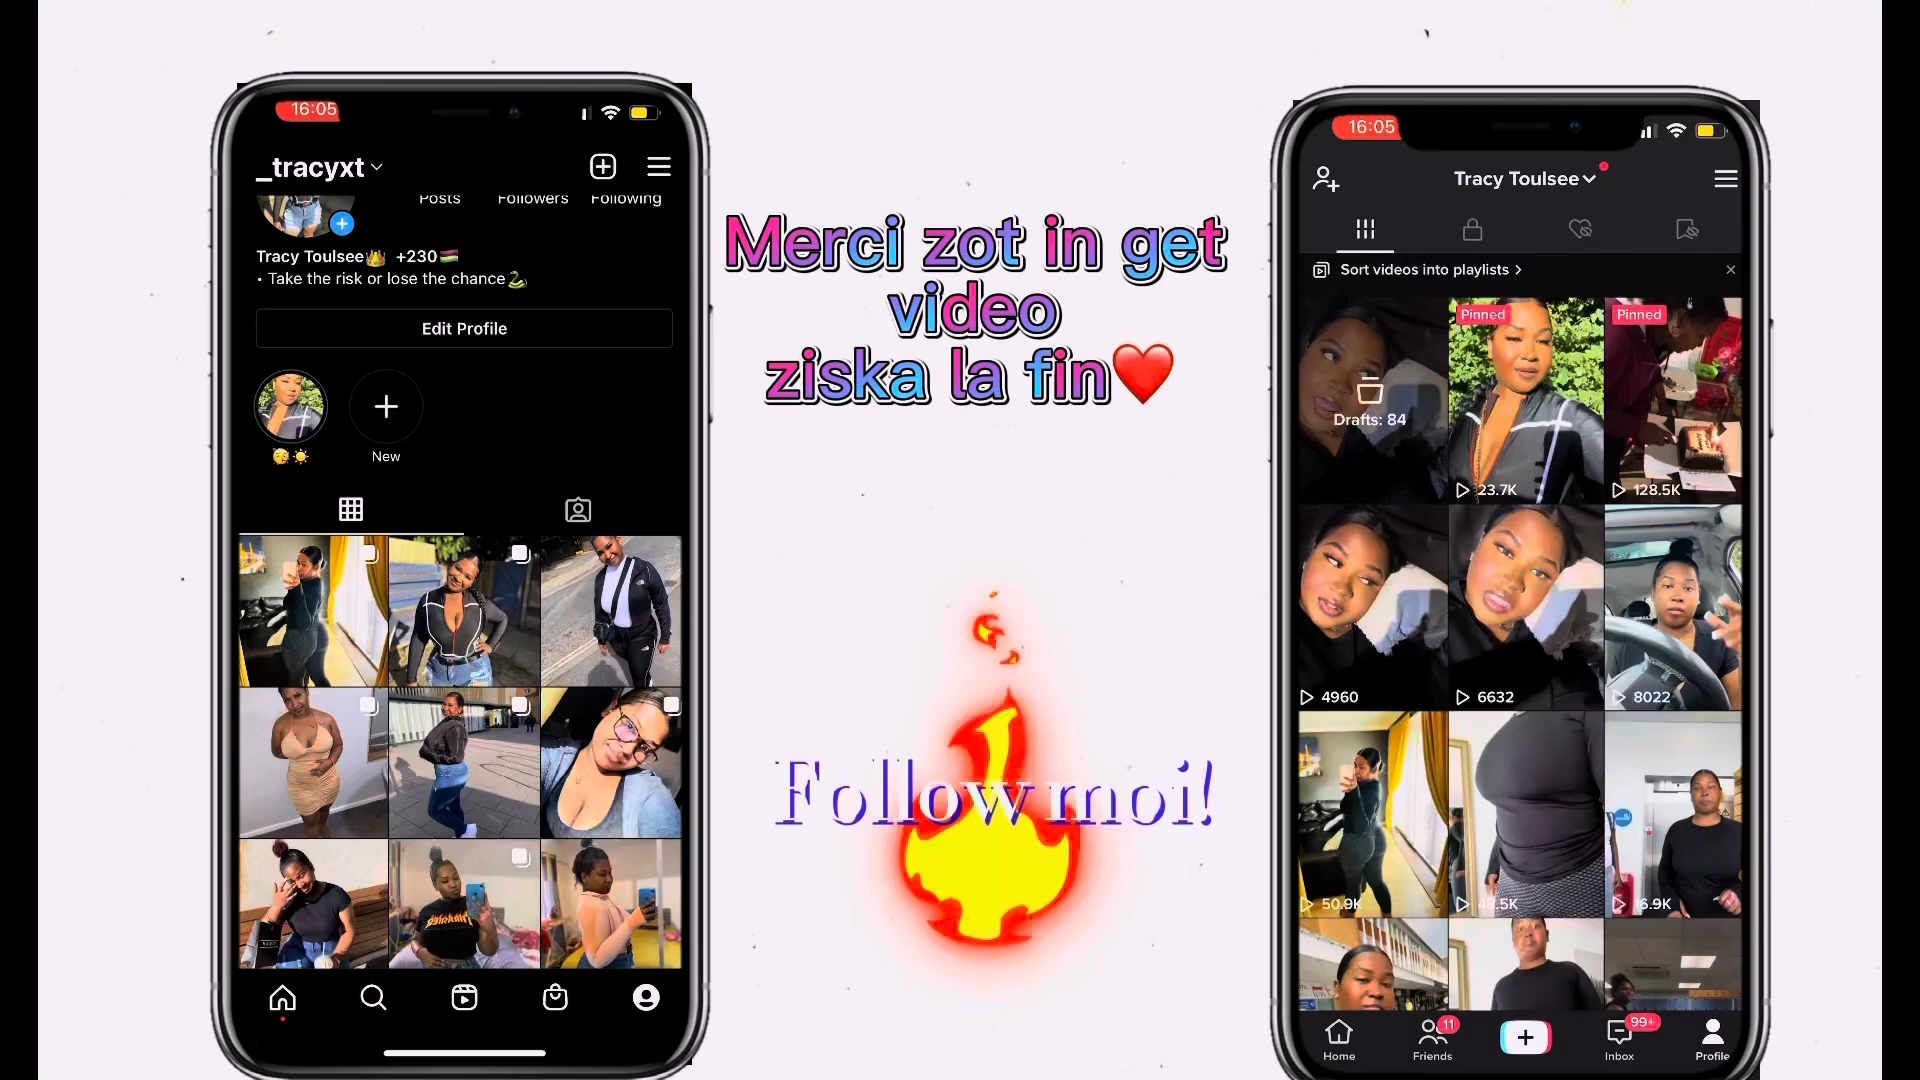 16:05
_tracyxt
Posts Followers Following
Tracy Toulsee👑 +230🇲🇺
• Take the risk or lose the chance🐍
Edit Profile
New
Merci zot in get
video
ziska la fin❤️
Follow moi!
16:05
Tracy Toulsee
Sort videos into playlists >
Drafts: 84
Pinned
23.7K
Pinned
128.5K
4960
6632
8022
50.9K
.5K
16.9K
Home
Friends
11
Inbox
99+
Profile